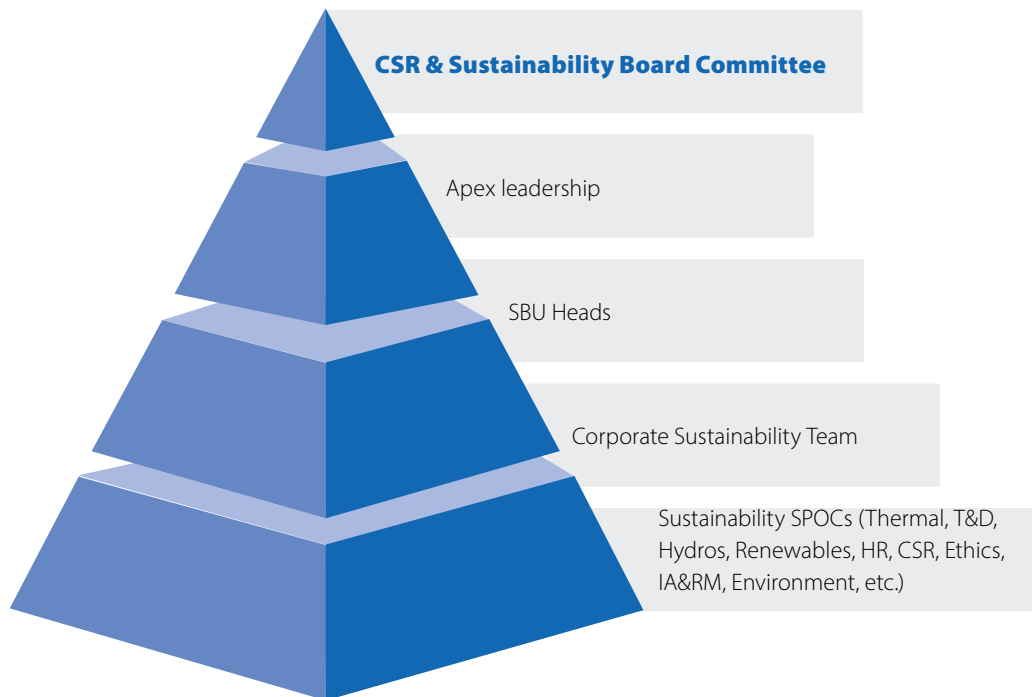 CSR & Sustainability Board Committee
Apex leadership
SBU Heads
Corporate Sustainability Team
Sustainability SPOCs (Thermal, T&D,
Hydros, Renewables, HR, CSR, Ethics,
IA&RM, Environment, etc.)